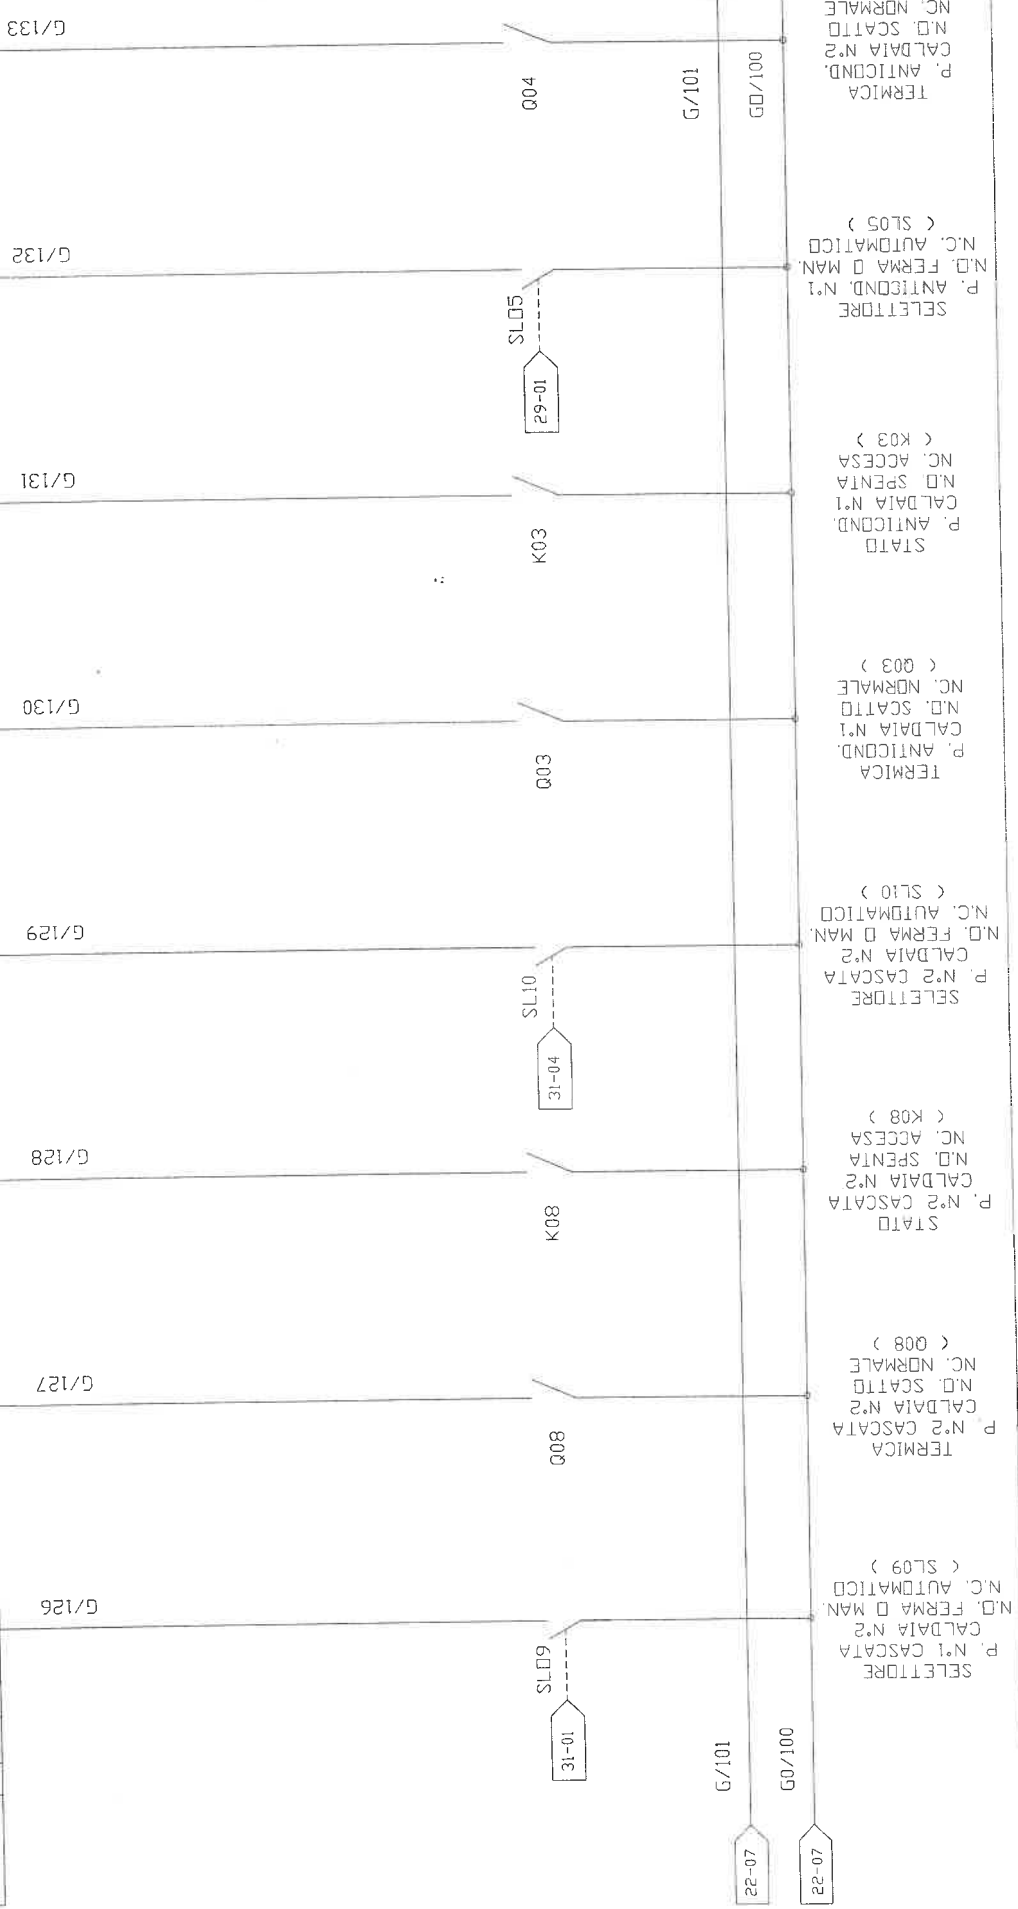 G/133
Q04
G/101
G0/100
TERMICA
P. ANTICOND.
CALDAIA N°2
N.O. SCATTO
NC. NORMALE
G/132
SL05
29-01
SELETTORE
P. ANTICOND. N°1
N.O. FERMA O MAN.
N.C. AUTOMATICO
( SL05 )
G/131
K03
STATO
P. ANTICOND.
CALDAIA N°1
N.O. SPENTA
NC. ACCESA
( K03 )
G/130
Q03
TERMICA
P. ANTICOND.
CALDAIA N°1
N.O. SCATTO
NC. NORMALE
( Q03 )
G/129
SL10
31-04
SELETTORE
P. N°2 CASCATA
CALDAIA N°2
N.O. FERMA O MAN.
N.C. AUTOMATICO
( SL10 )
G/128
K08
STATO
P. N°2 CASCATA
CALDAIA N°2
N.O. SPENTA
NC. ACCESA
( K08 )
G/127
Q08
TERMICA
P. N°2 CASCATA
CALDAIA N°2
N.O. SCATTO
NC. NORMALE
( Q08 )
G/126
SL09
31-01
SELETTORE
P. N°1 CASCATA
CALDAIA N°2
N.O. FERMA O MAN.
N.C. AUTOMATICO
( SL09 )
G/101
G0/100
22-07
22-07